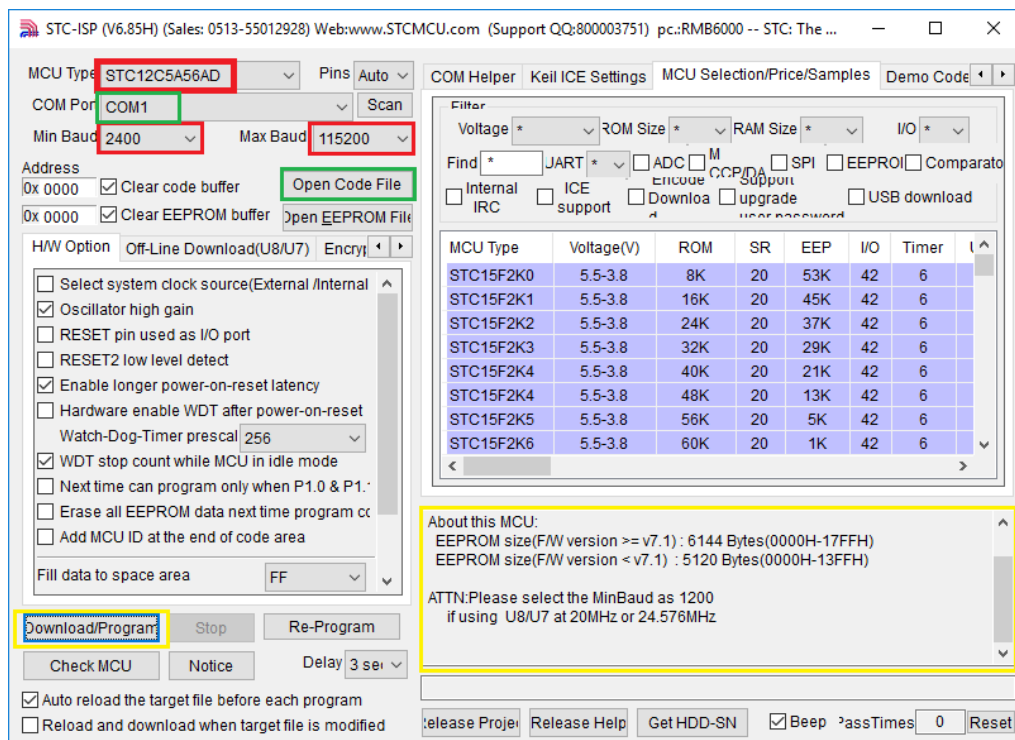 STC-ISP (V6.85H) (Sales: 0513-55012928) Web:www.STCMCU.com (Support QQ:800003751) pc.:RMB6000 -- STC: The ...
MCU Type STC12C5A56AD Pins Auto
COM Por COM1 Scan
Min Baud 2400 Max Baud 115200
Address
0x 0000 Clear code buffer Open Code File
0x 0000 Clear EEPROM buffer Open EEPROM File
H/W Option Off-Line Download(U8/U7) Encryp
Select system clock source(External /Internal
Oscillator high gain
RESET pin used as I/O port
RESET2 low level detect
Enable longer power-on-reset latency
Hardware enable WDT after power-on-reset
Watch-Dog-Timer prescal 256
WDT stop count while MCU in idle mode
Next time can program only when P1.0 & P1.
Erase all EEPROM data next time program co
Add MCU ID at the end of code area
Fill data to space area FF
Download/Program Stop Re-Program
Check MCU Notice Delay 3 sec
Auto reload the target file before each program
Reload and download when target file is modified
COM Helper Keil ICE Settings MCU Selection/Price/Samples Demo Code
Filter
Voltage * ROM Size * RAM Size * I/O *
Find * UART * ADC M CCP/DA SPI EEPRO Comparato
Internal IRC ICE support Encode Downloa d Support upgrade user password USB download
MCU Type Voltage(V) ROM SR EEP I/O Timer
STC15F2K0 5.5-3.8 8K 20 53K 42 6
STC15F2K1 5.5-3.8 16K 20 45K 42 6
STC15F2K2 5.5-3.8 24K 20 37K 42 6
STC15F2K3 5.5-3.8 32K 20 29K 42 6
STC15F2K4 5.5-3.8 40K 20 21K 42 6
STC15F2K4 5.5-3.8 48K 20 13K 42 6
STC15F2K5 5.5-3.8 56K 20 5K 42 6
STC15F2K6 5.5-3.8 60K 20 1K 42 6
About this MCU:
EEPROM size(F/W version >= v7.1) : 6144 Bytes(0000H-17FFH)
EEPROM size(F/W version < v7.1) : 5120 Bytes(0000H-13FFH)
ATTN:Please select the MinBaud as 1200
if using U8/U7 at 20MHz or 24.576MHz
Release Projec Release Help Get HDD-SN Beep PassTimes 0 Reset